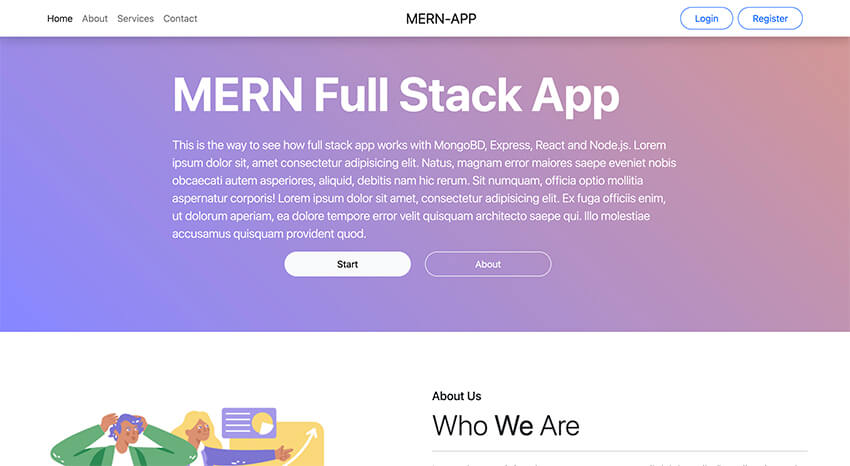 Home About Services Contact MERN-APP Login Register
MERN Full Stack App
This is the way to see how full stack app works with MongoBD, Express, React and Node.js. Lorem
ipsum dolor sit, amet consectetur adipisicing elit. Natus, magnam error maiores saepe eveniet nobis
obcaecati autem asperiores, aliquid, debitis nam hic rerum. Sit numquam, officia optio mollitia
aspernatur corporis! Lorem ipsum dolor sit amet, consectetur adipisicing elit. Ex fuga officiis enim,
ut dolorum aperiam, ea dolore tempore error velit quisquam architecto saepe qui. Illo molestiae
accusamus quisquam provident quod.
Start About
About Us
Who We Are